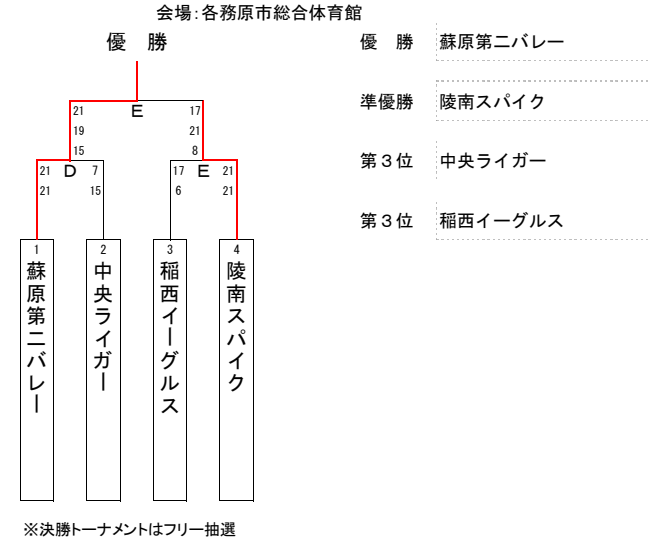 会場：各務原市総合体育館
優　勝
優　勝　蘇原第二バレー
21 E 17
19 21
15 8
準優勝　陵南スパイク
21 D 7 17 E 21
21 15 6 21
第３位　中央ライガー
第３位　稲西イーグルス
1 2 3 4
蘇原第二バレー
中央ライガー
稲西イーグルス
陵南スパイク
※決勝トーナメントはフリー抽選